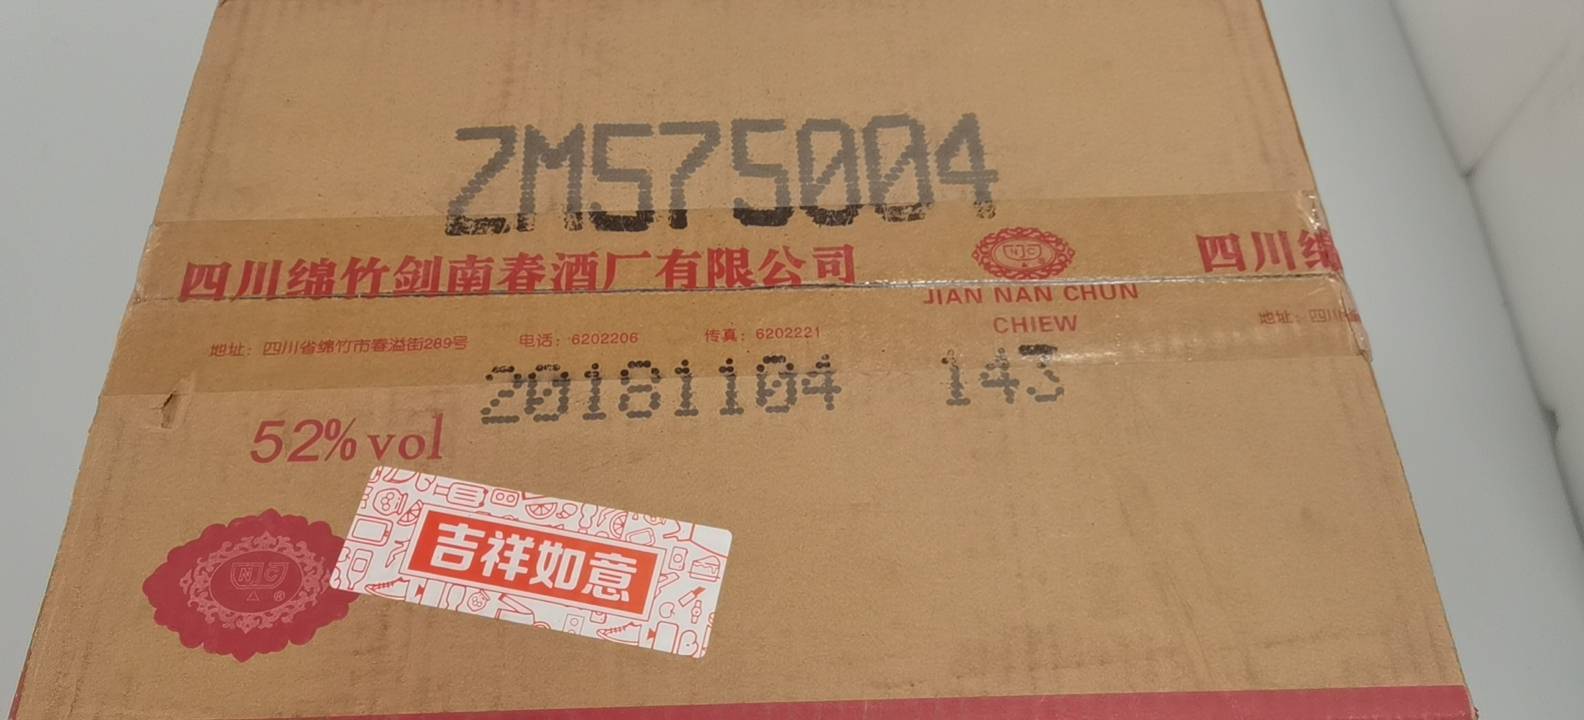 ZM575004
四川绵竹剑南春酒厂有限公司
四川绵
JIAN NAN CHUN
CHIEW
地址：四川省绵竹市春溢街289号 电话：6202206 传真：6202221
地址：四川省
20181104 143
52% vol
吉祥如意